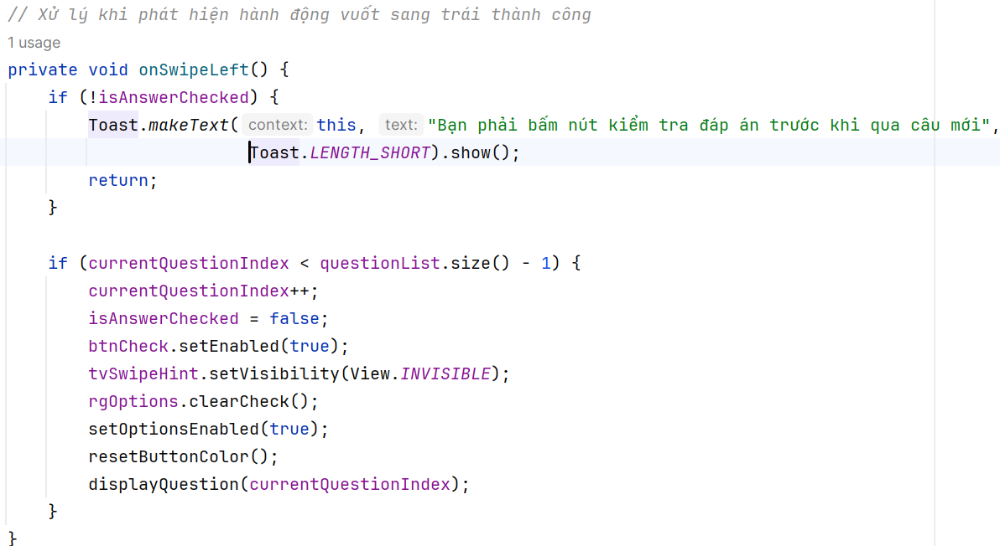 // Xử lý khi phát hiện hành động vuốt sang trái thành công
1 usage
private void onSwipeLeft() {
    if (!isAnswerChecked) {
        Toast.makeText( context: this,  text: "Bạn phải bấm nút kiểm tra đáp án trước khi qua câu mới",
                        Toast.LENGTH_SHORT).show();
        return;
    }

    if (currentQuestionIndex < questionList.size() - 1) {
        currentQuestionIndex++;
        isAnswerChecked = false;
        btnCheck.setEnabled(true);
        tvSwipeHint.setVisibility(View.INVISIBLE);
        rgOptions.clearCheck();
        setOptionsEnabled(true);
        resetButtonColor();
        displayQuestion(currentQuestionIndex);
    }
}